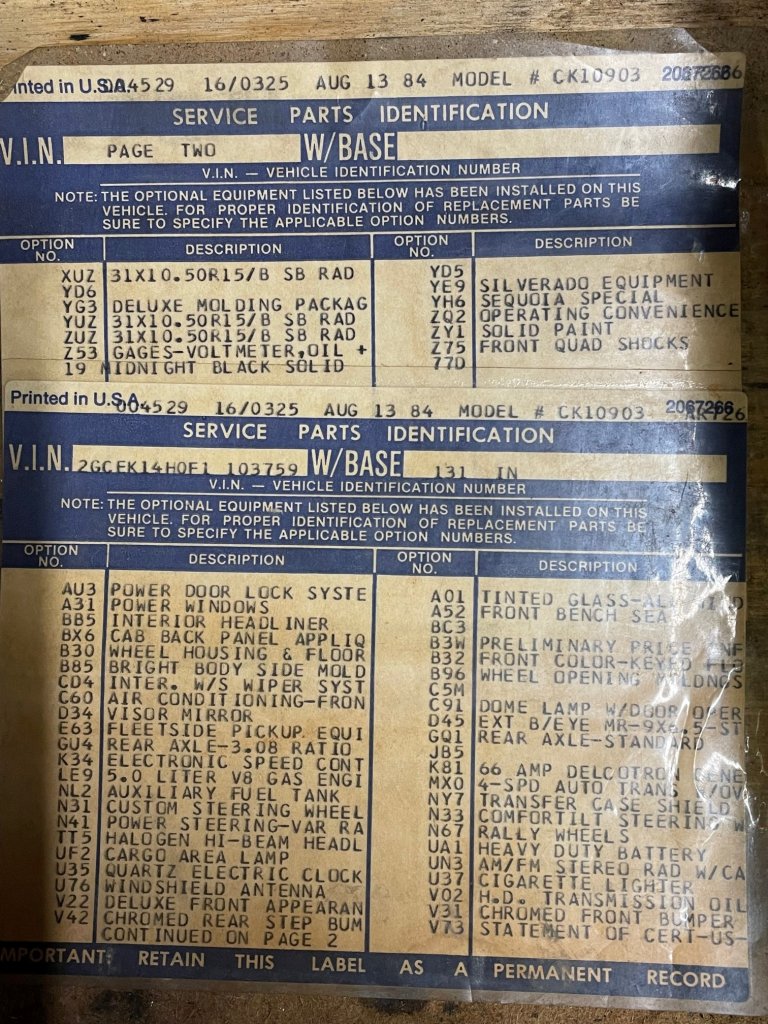 inted in U.S.A. 004529 16/0325 AUG 13 84 MODEL # CK10903
SERVICE PARTS IDENTIFICATION
V.I.N. PAGE TWO W/BASE
V.I.N. — VEHICLE IDENTIFICATION NUMBER
NOTE: THE OPTIONAL EQUIPMENT LISTED BELOW HAS BEEN INSTALLED ON THIS
VEHICLE. FOR PROPER IDENTIFICATION OF REPLACEMENT PARTS BE
SURE TO SPECIFY THE APPLICABLE OPTION NUMBERS.
OPTION NO. DESCRIPTION
XUZ 31X10.50R15/B SB RAD
YD6
YG3 DELUXE MOLDING PACKAG
YUZ 31X10.50R15/B SB RAD
ZUZ 31X10.50R15/B SB RAD
Z53 GAGES-VOLTMETER,OIL +
19 MIDNIGHT BLACK SOLID
OPTION NO. DESCRIPTION
YD5
YE9 SILVERADO EQUIPMENT
YH6 SEQUOIA SPECIAL
ZQ2 OPERATING CONVENIENCE
ZY1 SOLID PAINT
Z75 FRONT QUAD SHOCKS
77D
Printed in U.S.A. 004529 16/0325 AUG 13 84 MODEL # CK10903
SERVICE PARTS IDENTIFICATION
V.I.N. 2GCEK14H0F1 103759 W/BASE 131 IN
V.I.N. — VEHICLE IDENTIFICATION NUMBER
NOTE: THE OPTIONAL EQUIPMENT LISTED BELOW HAS BEEN INSTALLED ON THIS
VEHICLE. FOR PROPER IDENTIFICATION OF REPLACEMENT PARTS BE
SURE TO SPECIFY THE APPLICABLE OPTION NUMBERS.
OPTION NO. DESCRIPTION
AU3 POWER DOOR LOCK SYSTE
A31 POWER WINDOWS
BB5 INTERIOR HEADLINER
BX6 CAB BACK PANEL APPLIQ
B30 WHEEL HOUSING & FLOOR
B85 BRIGHT BODY SIDE MOLD
CD4 INTER. W/S WIPER SYST
C60 AIR CONDITIONING-FRON
D34 VISOR MIRROR
E63 FLEETSIDE PICKUP EQUI
GU4 REAR AXLE-3.08 RATIO
K34 ELECTRONIC SPEED CONT
LE9 5.0 LITER V8 GAS ENGI
NL2 AUXILIARY FUEL TANK
N31 CUSTOM STEERING WHEEL
N41 POWER STEERING-VAR RA
TT5 HALOGEN HI-BEAM HEADL
UF2 CARGO AREA LAMP
U35 QUARTZ ELECTRIC CLOCK
U76 WINDSHIELD ANTENNA
V22 DELUXE FRONT APPEARAN
V42 CHROMED REAR STEP BUM
CONTINUED ON PAGE 2
OPTION NO. DESCRIPTION
A01 TINTED
A52 FRONT BENCH SEA
BC3
B3W PRELIMINARY PRICE
B32 FRONT COLOR-KEYED FLO
B96 WHEEL OPENING MOLDNGS
C5M
C91 DOME LAMP W/DOOR OPER
D45 EXT B/EYE MR-9X6.5-ST
GQ1 REAR AXLE-STANDARD
JB5
K81 66 AMP DELCOTRON GENE
MX0 4-SPD AUTO TRANS
NY7 TRANSFER CASE SHIELD
N33 COMFORTILT STEERING W
N67 RALLY WHEELS
UA1 HEAVY DUTY BATTERY
UN3 AM/FM STEREO RAD W/CA
U37 CIGARETTE LIGHTER
V02 H.D. TRANSMISSION OIL
V31 CHROMED FRONT BUMPER
V73 STATEMENT OF CERT-US-
MPORTANT: RETAIN THIS LABEL AS A PERMANENT RECORD